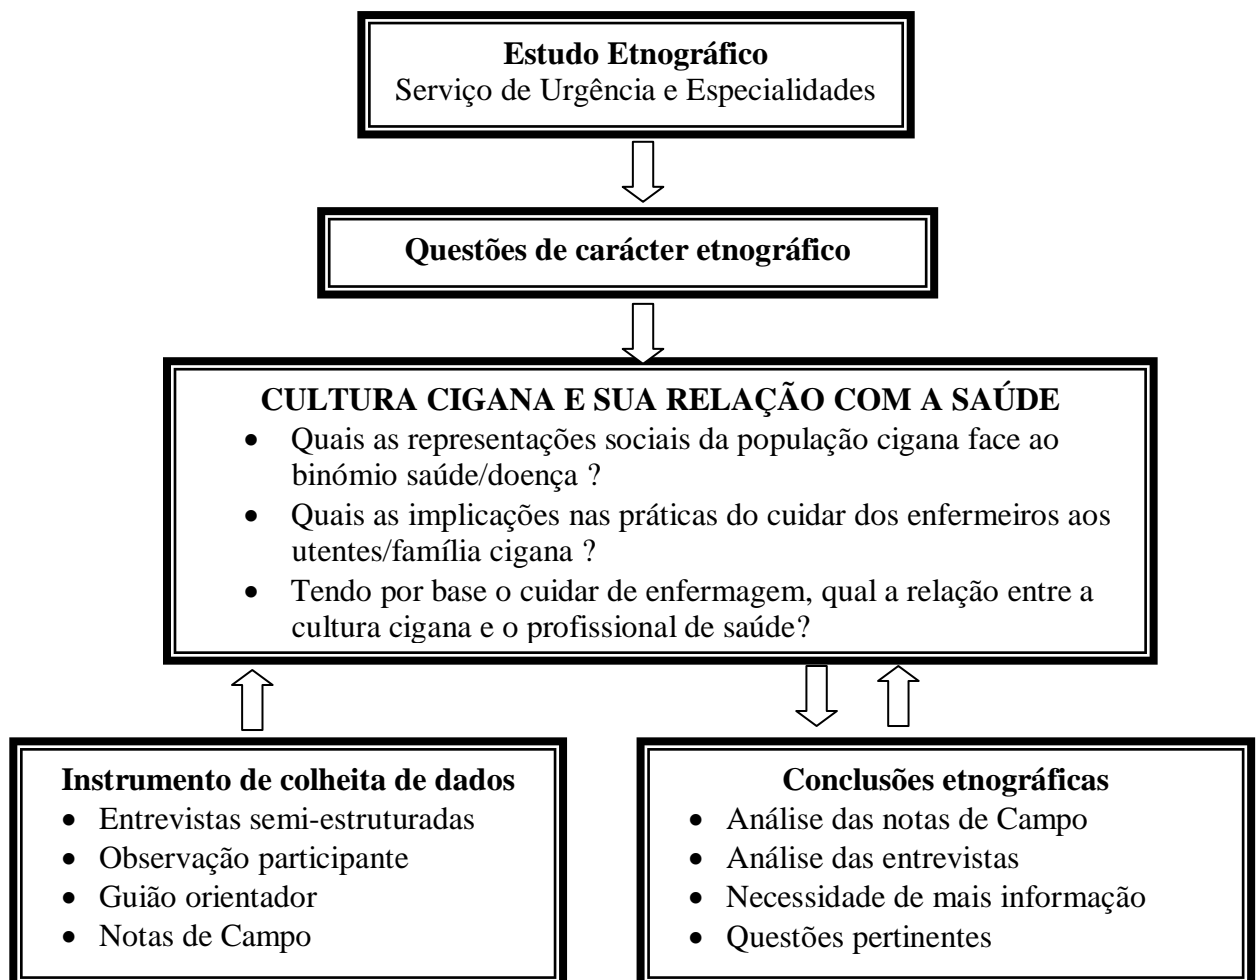 Estudo Etnográfico
Serviço de Urgência e Especialidades
Questões de carácter etnográfico
CULTURA CIGANA E SUA RELAÇÃO COM A SAÚDE
• Quais as representações sociais da população cigana face ao
binómio saúde/doença ?
• Quais as implicações nas práticas do cuidar dos enfermeiros aos
utentes/família cigana ?
• Tendo por base o cuidar de enfermagem, qual a relação entre a
cultura cigana e o profissional de saúde?
Instrumento de colheita de dados
• Entrevistas semi-estruturadas
• Observação participante
• Guião orientador
• Notas de Campo
Conclusões etnográficas
• Análise das notas de Campo
• Análise das entrevistas
• Necessidade de mais informação
• Questões pertinentes